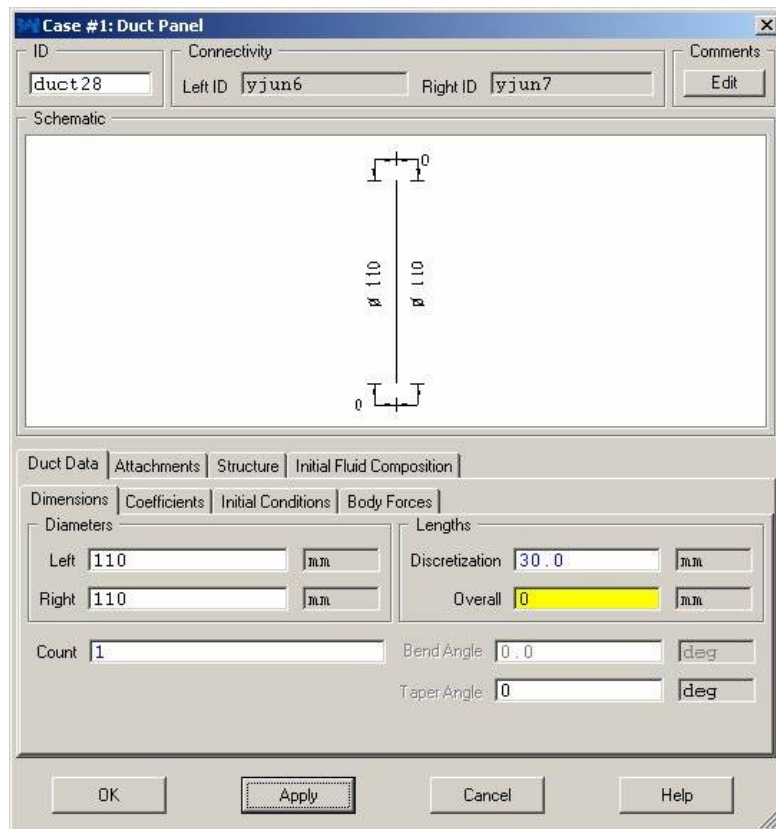 Case #1: Duct Panel
ID
Connectivity
Comments
duct28
Left ID yjun6
Right ID yjun7
Edit
Schematic
0
Ø 110
Ø 110
0
Duct Data Attachments Structure Initial Fluid Composition
Dimensions Coefficients Initial Conditions Body Forces
Diameters
Lengths
Left 110 mm
Discretization 30.0 mm
Right 110 mm
Overall 0 mm
Count 1
Bend Angle 0.0 deg
Taper Angle 0 deg
OK Apply Cancel Help